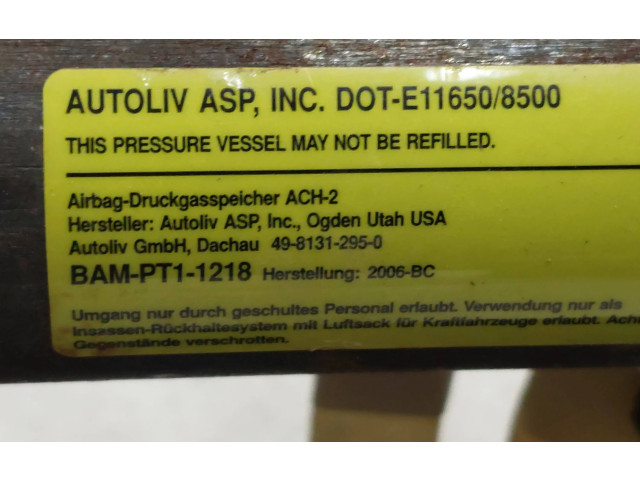 AUTOLIV ASP, INC. DOT-E11650/8500
THIS PRESSURE VESSEL MAY NOT BE REFILLED.
Airbag-Druckgasspeicher ACH-2
Hersteller: Autoliv ASP, Inc., Ogden Utah USA
Autoliv GmbH, Dachau 49-8131-295-0
BAM-PT1-1218 Herstellung: 2006-BC
Umgang nur durch geschultes Personal erlaubt. Verwendung nur als
Insassen-Rückhaltesystem mit Luftsack für Kraftfahrzeuge erlaubt.
Gegenstände verschrotten.